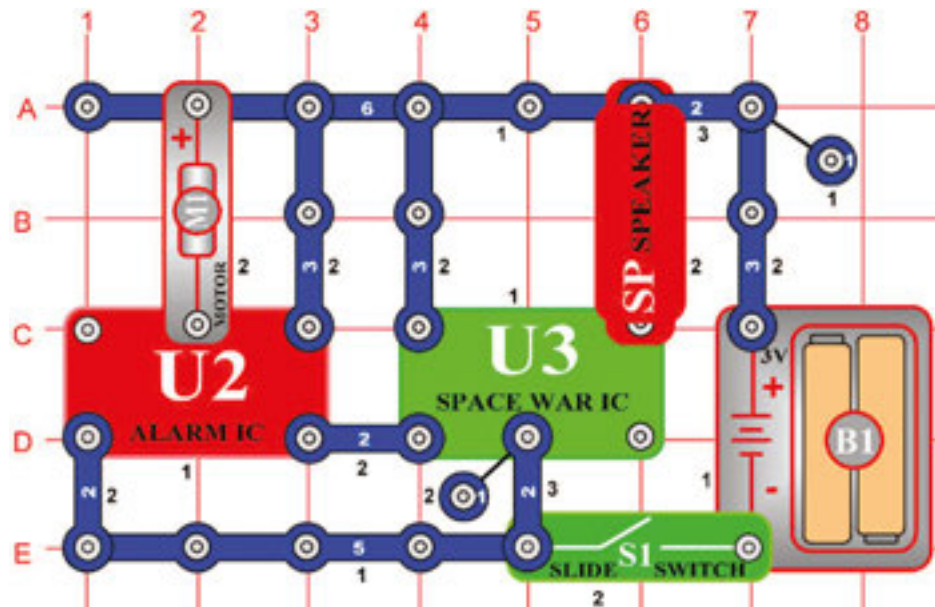 1 2 3 4 5 6 7 8
A 6 2
1 3
+ 1
1
M1
SP SPEAKER
B 3 2 3 2 2 3 2
2
MOTOR
1
C
U2 U3 3V
ALARM IC SPACE WAR IC
+
D 2 B1
1 2
2 2 2 1 2 3 1 -
E 5 S1
SLIDE SWITCH
1 2